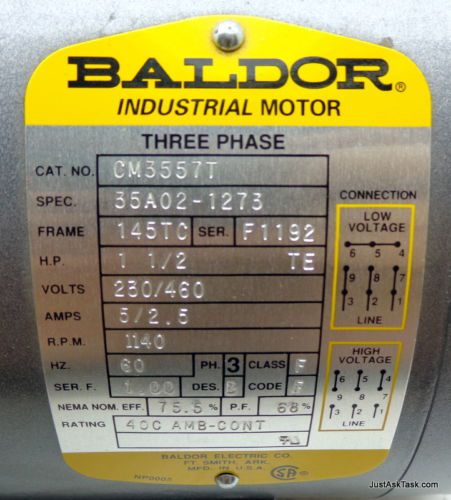 BALDOR®
INDUSTRIAL MOTOR
THREE PHASE
CAT. NO. CM3557T
SPEC. 35A02-1273
FRAME 145TC SER. F1192
H.P. 1 1/2 TE
VOLTS 230/460
AMPS 5/2.5
R.P.M. 1140
HZ. 60 PH. 3 CLASS F
SER. F. 1.00 DES. B CODE
NEMA NOM. EFF. 75.5 % P.F. 68%
RATING 40C AMB-CONT
BALDOR ELECTRIC CO.
FT. SMITH, ARK.
MFD. IN U.S.A.
NP0005
SA
CONNECTION
LOW
VOLTAGE
6 5 4
9 8 7
3 2 1
LINE
HIGH
VOLTAGE
6 5 4
9 8 7
3 2 1
LINE
JustAskTask.com